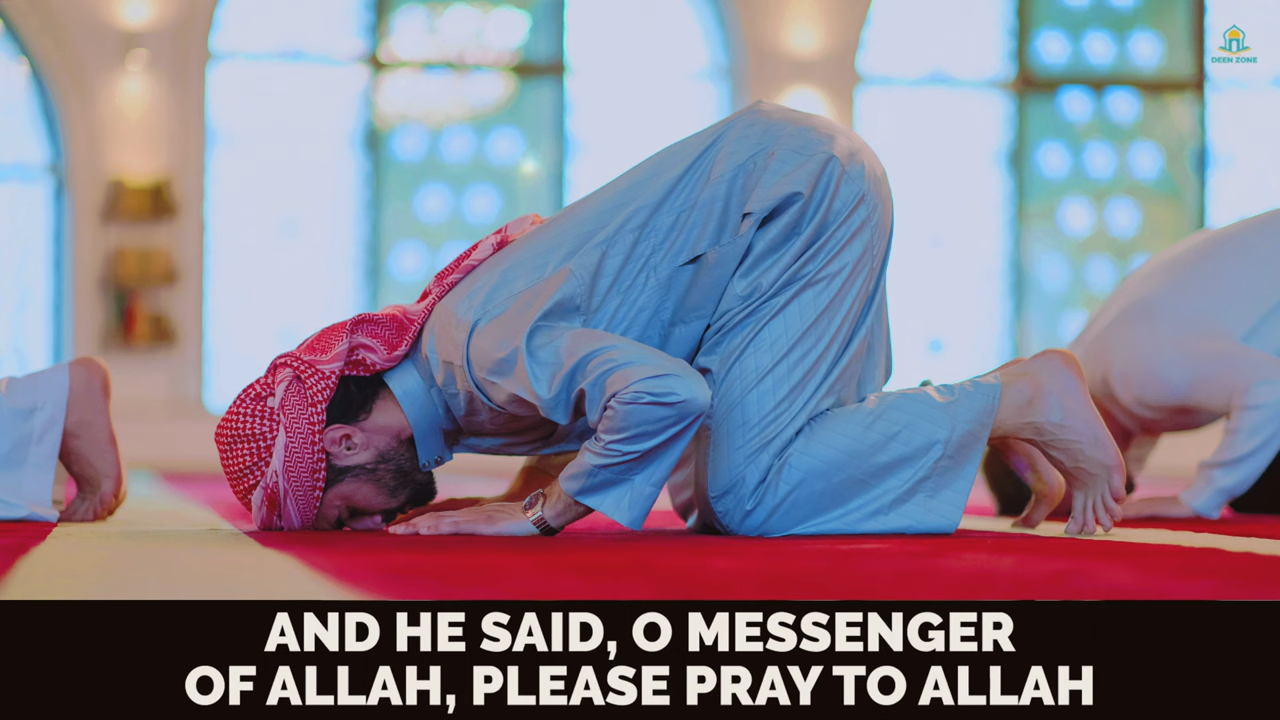 DEEN ZONE
AND HE SAID, O MESSENGER
OF ALLAH, PLEASE PRAY TO ALLAH